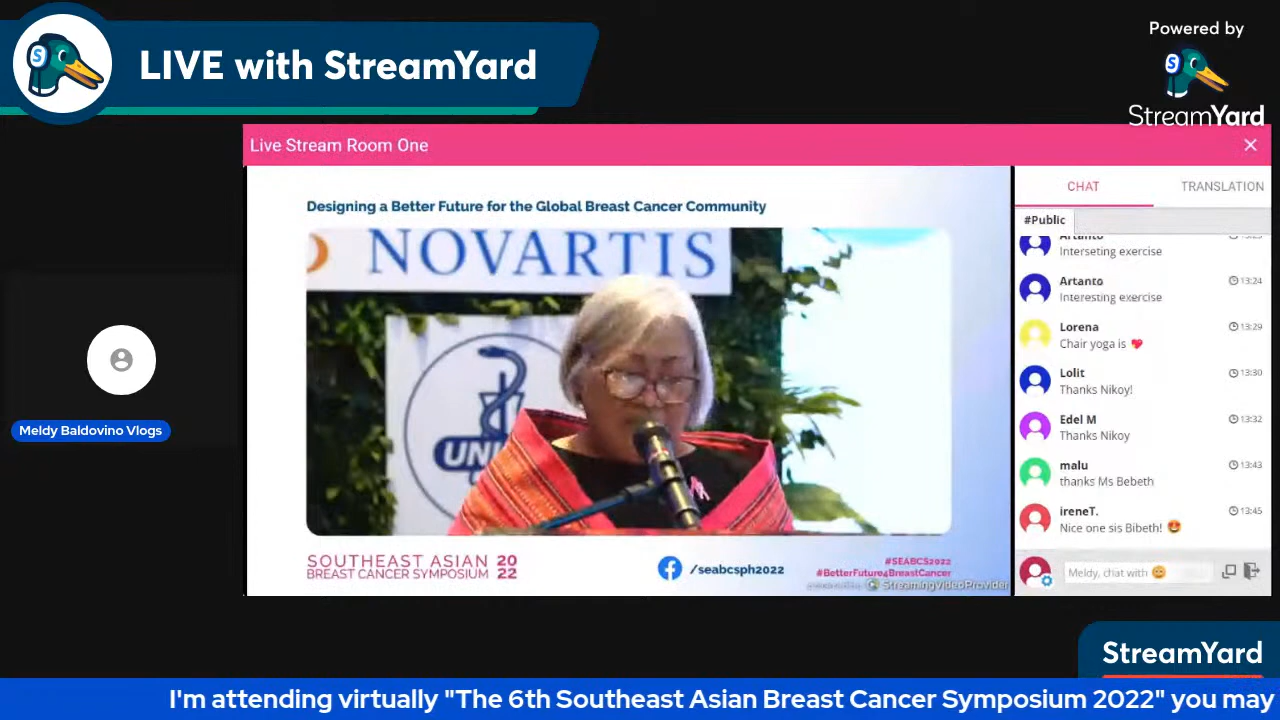 LIVE with StreamYard
Powered by
StreamYard
Live Stream Room One
Designing a Better Future for the Global Breast Cancer Community
NOVARTIS
CHAT
TRANSLATION
#Public
Artanto
Interseting exercise
Artanto
13:24
Interesting exercise
Lorena
13:29
Chair yoga is
Lolit
13:30
Thanks Nikoy!
Edel M
13:32
Thanks Nikoy
malu
13:43
thanks Ms Bebeth
ireneT.
13:45
Nice one sis Bibeth! 😍
Meldy, chat with 😊
Meldy Baldovino Vlogs
SOUTHEAST ASIAN 20
BREAST CANCER SYMPOSIUM 22
/seabcsph2022
#SEABCS2022
#BetterFuture4BreastCancer
StreamingVideoProvider
StreamYard
I'm attending virtually "The 6th Southeast Asian Breast Cancer Symposium 2022" you may